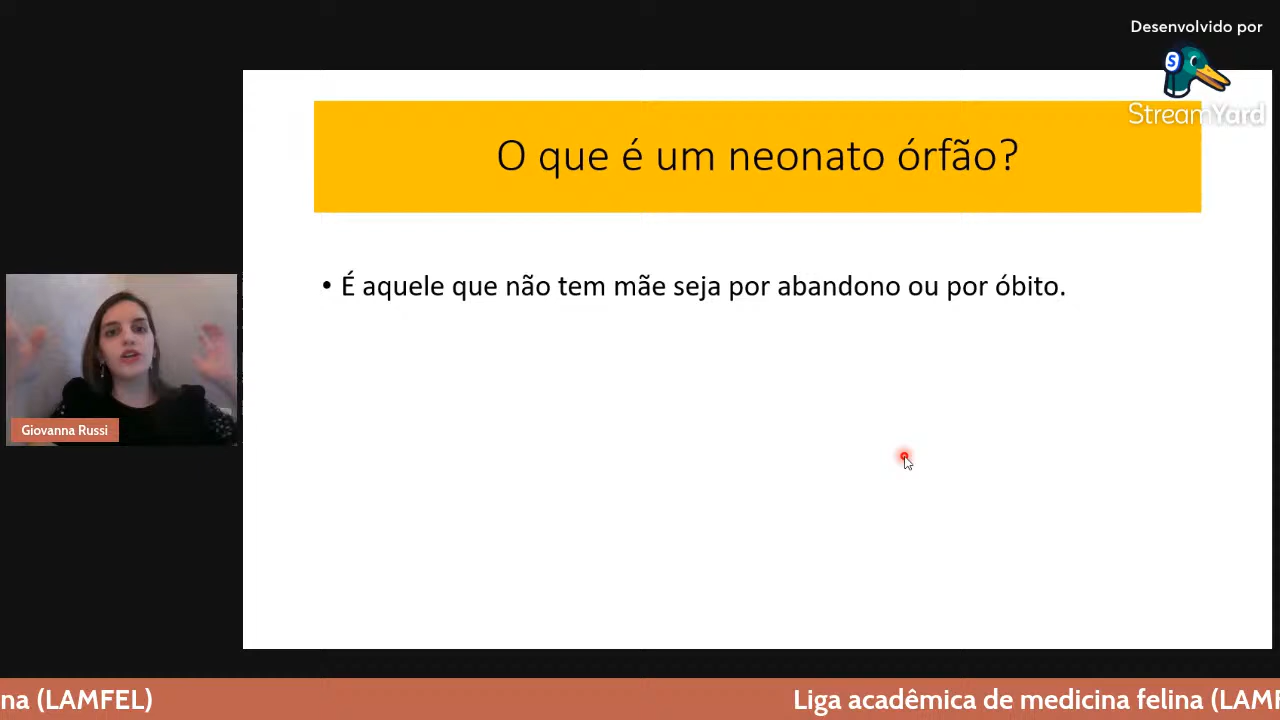 Desenvolvido por
S
StreamYard
O que é um neonato órfão?
• É aquele que não tem mãe seja por abandono ou por óbito.
Giovanna Russi
na (LAMFEL) Liga acadêmica de medicina felina (LAMF